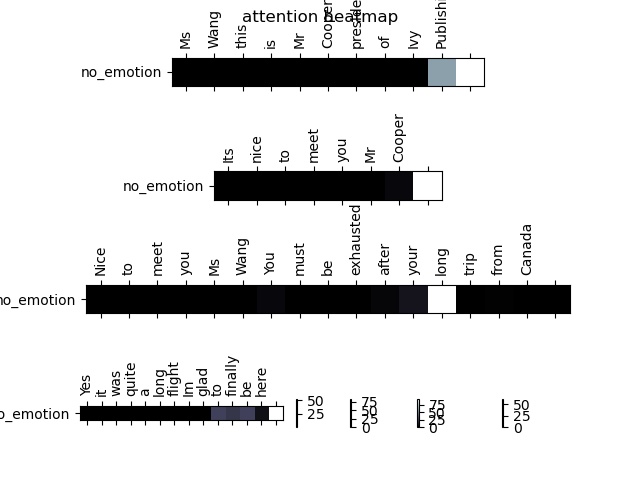 attention heatmap
Ms Wang this is Mr Cooper of Ivy
no_emotion
Its nice to meet you Mr Cooper
no_emotion
Nice to meet you Ms Wang You must be exhausted after your long trip from Canada
no_emotion
Yes it was quite a long flight Im glad to finally be here
50 75 75 50
25 50 50 25
25 25 0
0 0